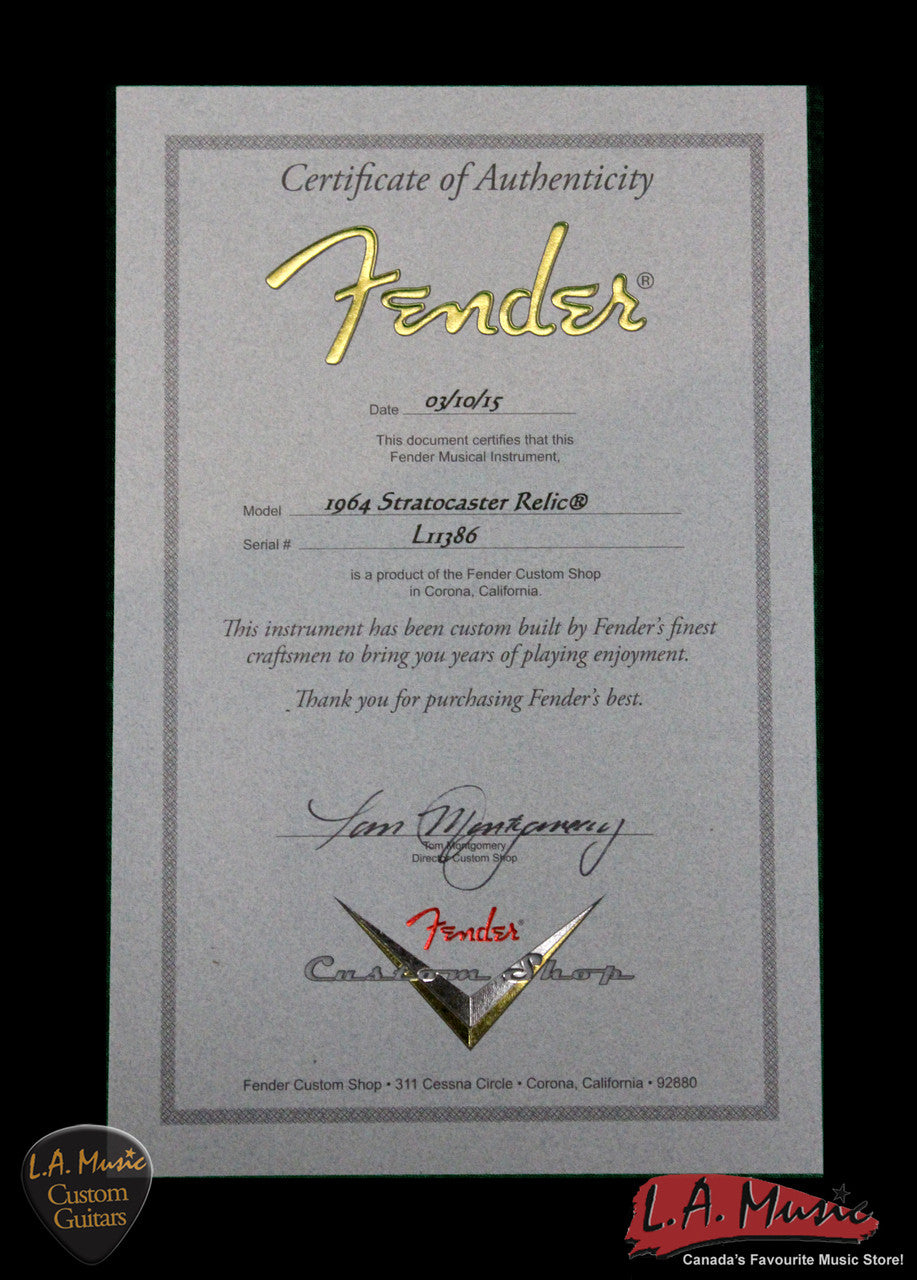 Certificate of Authenticity
Fender®
Date 03/10/15
This document certifies that this
Fender Musical Instrument,
Model 1964 Stratocaster Relic®
Serial # L11386
is a product of the Fender Custom Shop
in Corona, California.
This instrument has been custom built by Fender's finest
craftsmen to bring you years of playing enjoyment.
Thank you for purchasing Fender's best.
Tom Montgomery
Tom Montgomery
Director Custom Shop
Fender®
Custom Shop
Fender Custom Shop • 311 Cessna Circle • Corona, California • 92880
L.A. Music
Custom
Guitars
L.A. Music
Canada's Favourite Music Store!